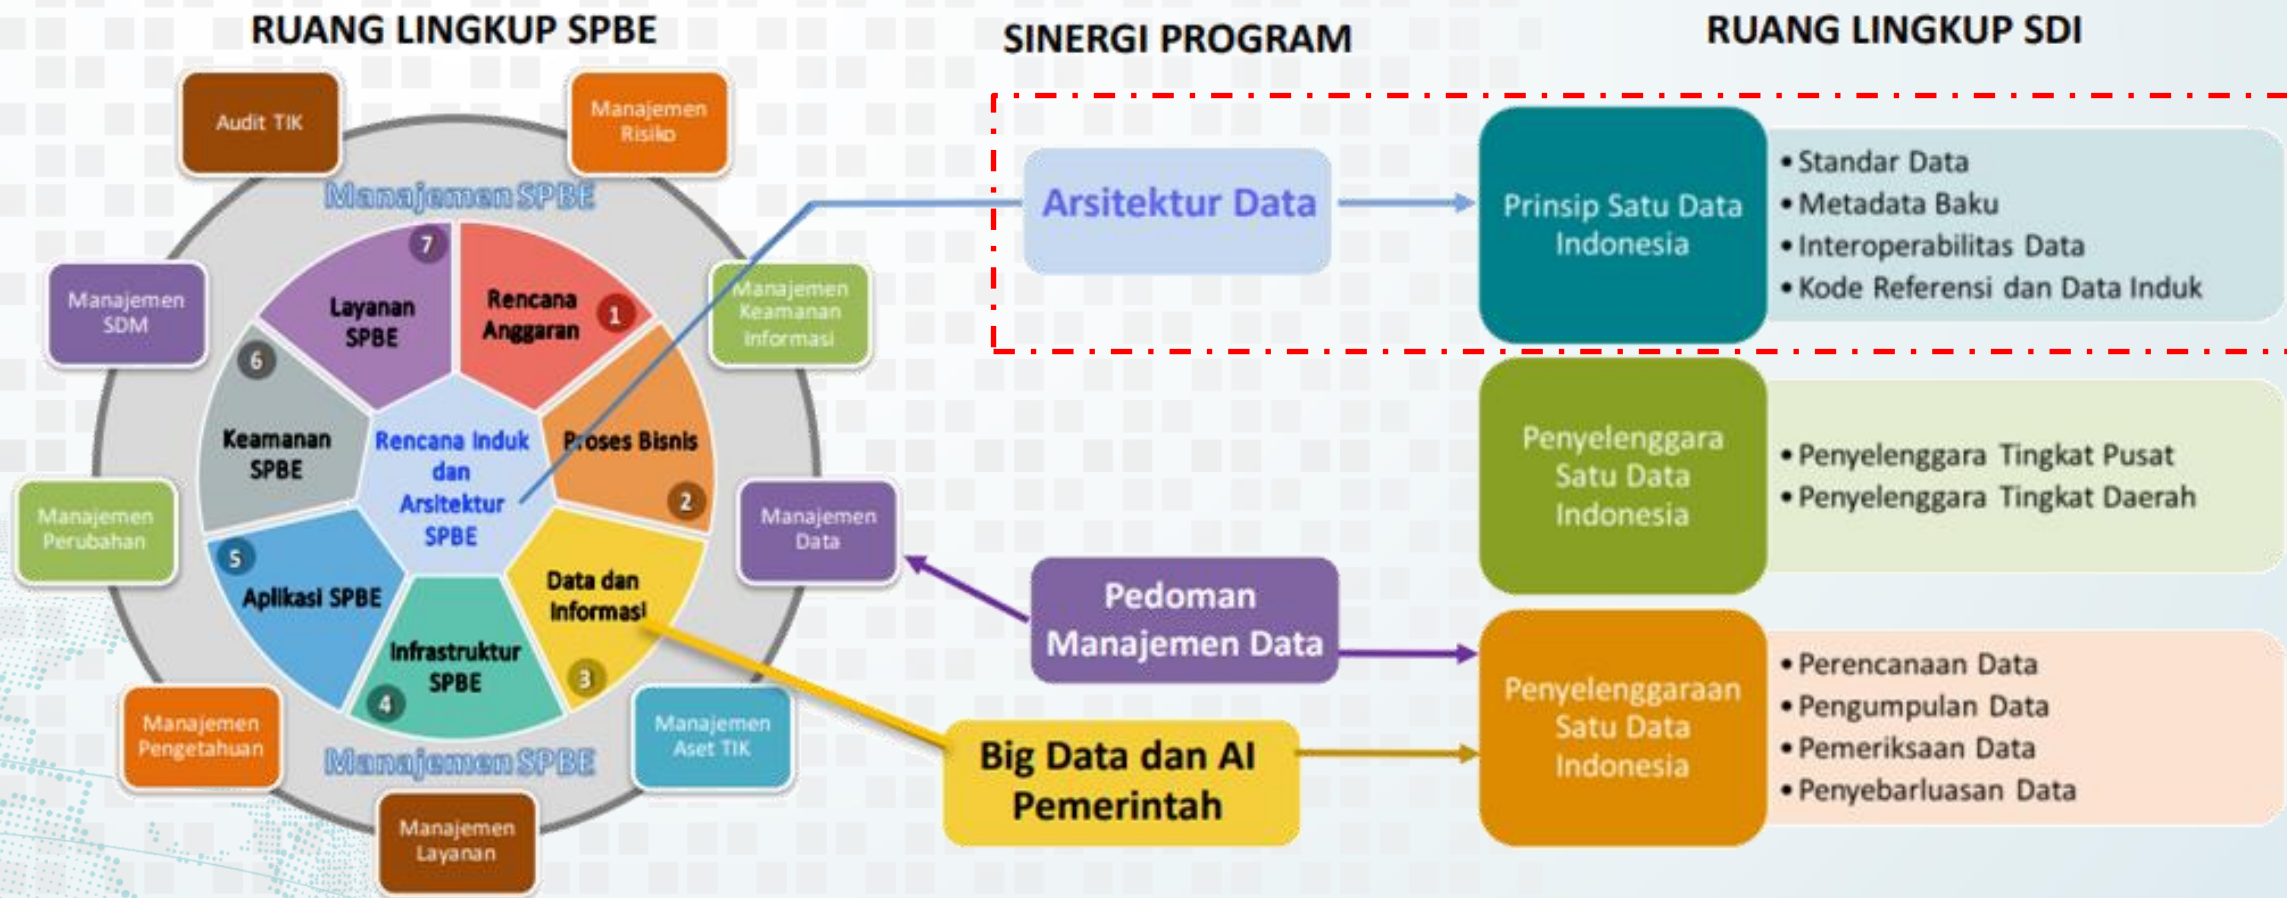 RUANG LINGKUP SPBE
Audit TIK
Manajemen
Risiko
Manajemen SPBE
Manajemen
SDM
Manajemen
Keamanan
Informasi
7
Layanan
SPBE
Rencana
Anggaran
1
6
Keamanan
SPBE
Rencana Induk
dan
Arsitektur
SPBE
Proses Bisnis
2
Manajemen
Perubahan
Manajemen
Data
5
Aplikasi SPBE
Data dan
Informasi
3
Infrastruktur
SPBE
4
Manajemen
Pengetahuan
Manajemen
Aset TIK
Manajemen SPBE
Manajemen
Layanan
SINERGI PROGRAM
Arsitektur Data
Pedoman
Manajemen Data
Big Data dan AI
Pemerintah
RUANG LINGKUP SDI
Prinsip Satu Data
Indonesia
• Standar Data
• Metadata Baku
• Interoperabilitas Data
• Kode Referensi dan Data Induk
Penyelenggara
Satu Data
Indonesia
• Penyelenggara Tingkat Pusat
• Penyelenggara Tingkat Daerah
Penyelenggaraan
Satu Data
Indonesia
• Perencanaan Data
• Pengumpulan Data
• Pemeriksaan Data
• Penyebarluasan Data